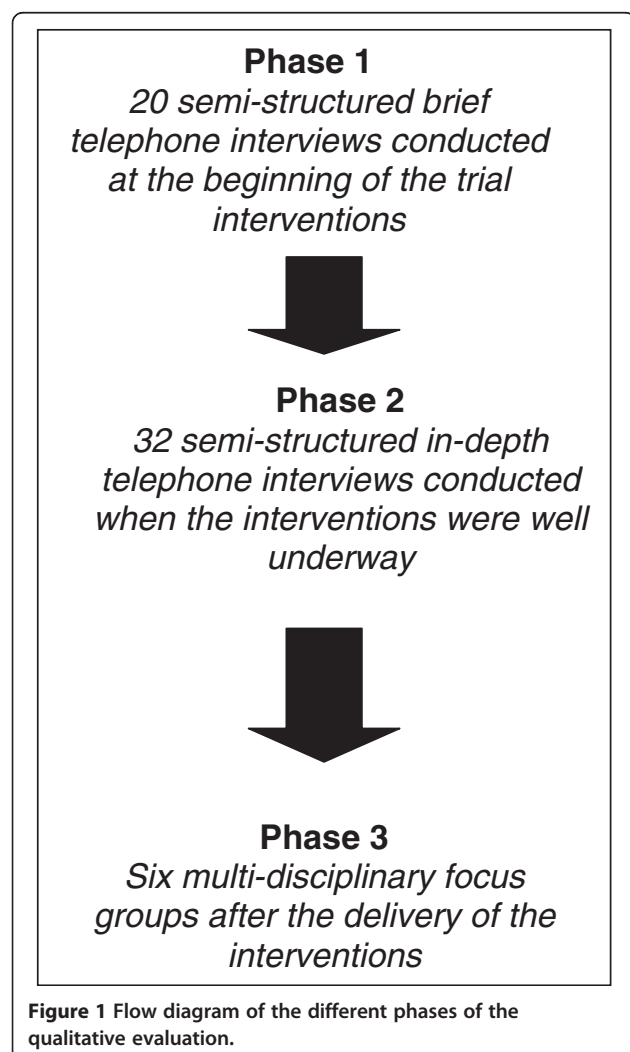 Phase 1
20 semi-structured brief
telephone interviews conducted
at the beginning of the trial
interventions
Phase 2
32 semi-structured in-depth
telephone interviews conducted
when the interventions were well
underway
Phase 3
Six multi-disciplinary focus
groups after the delivery of the
interventions
Figure 1 Flow diagram of the different phases of the
qualitative evaluation.